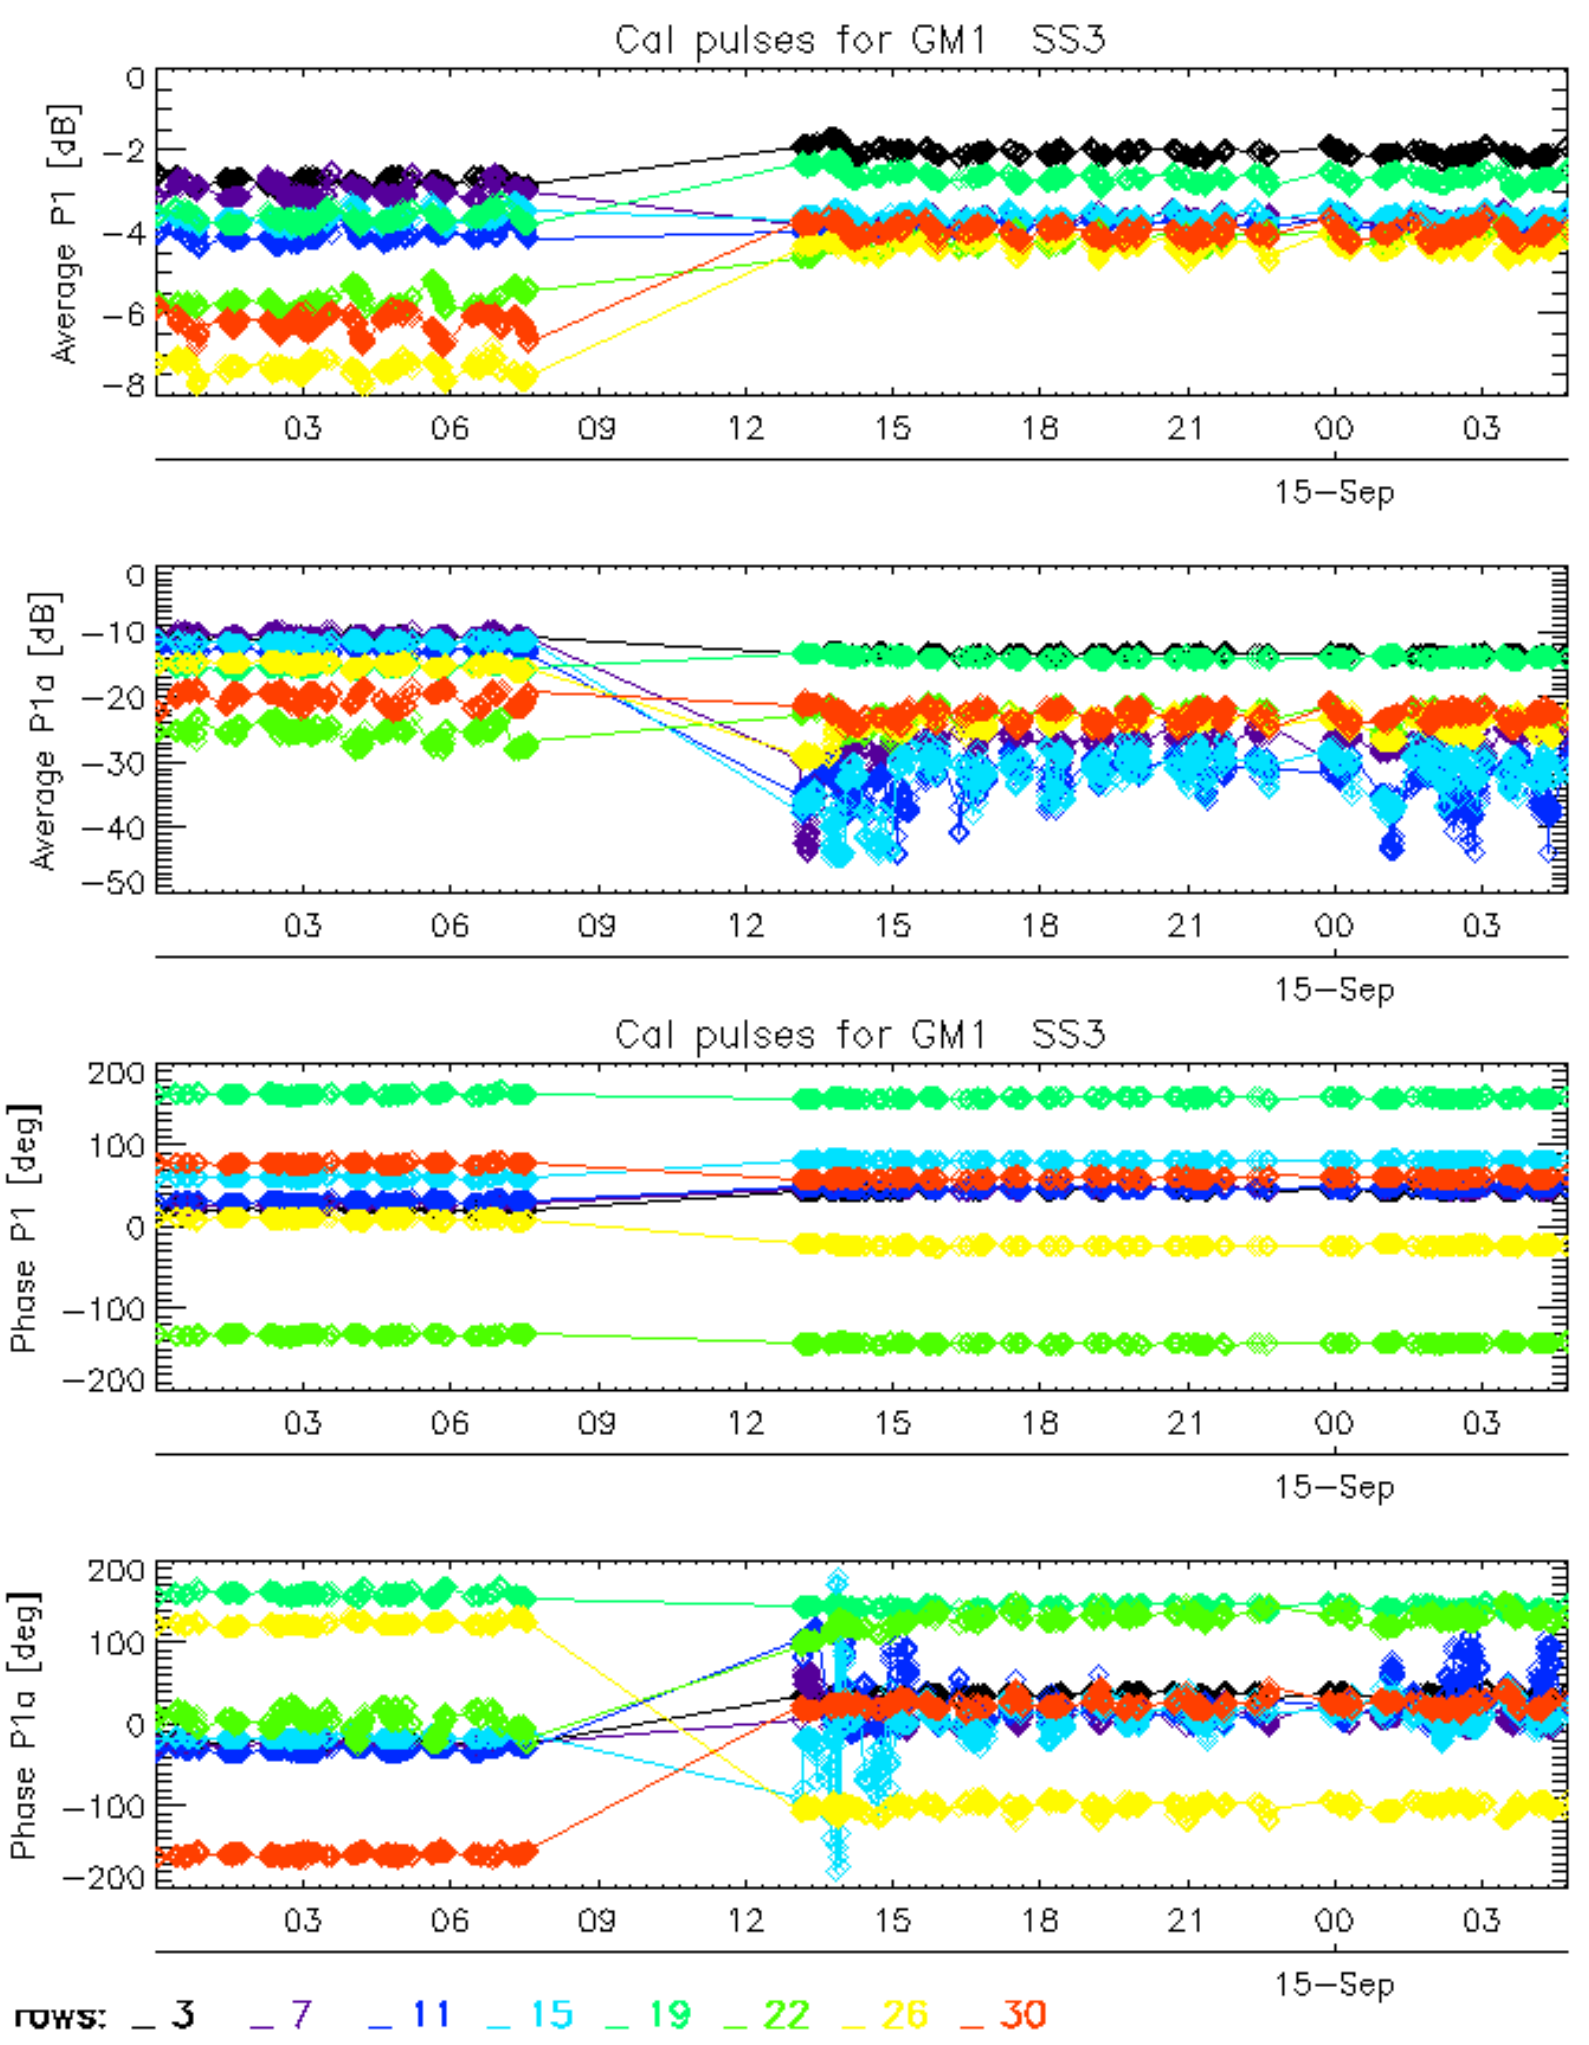 Cal pulses for GM1 SS3
Average P1 [dB]
0
−2
−4
−6
−8
03 06 09 12 15 18 21 00 03
15−Sep
Average P1a [dB]
0
−10
−20
−30
−40
−50
03 06 09 12 15 18 21 00 03
15−Sep
Cal pulses for GM1 SS3
Phase P1 [deg]
200
100
0
−100
−200
03 06 09 12 15 18 21 00 03
15−Sep
Phase P1a [deg]
200
100
0
−100
−200
03 06 09 12 15 18 21 00 03
15−Sep
rows: _ 3 _ 7 _ 11 _ 15 _ 19 _ 22 _ 26 _ 30